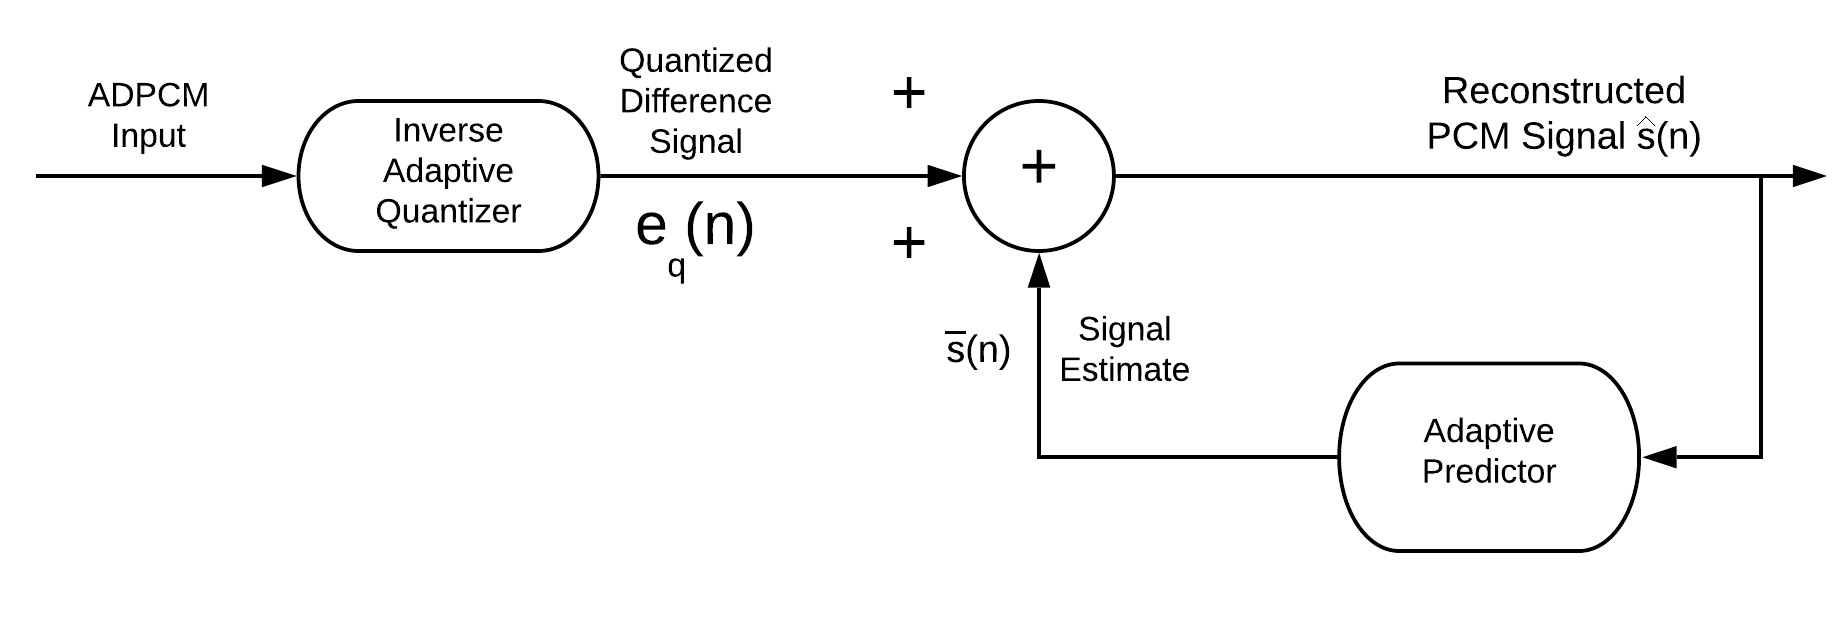 ADPCM
Input
Inverse
Adaptive
Quantizer
Quantized
Difference
Signal
e_q(n)
+
+
+
Reconstructed
PCM Signal ŝ(n)
s̅(n)
Signal
Estimate
Adaptive
Predictor